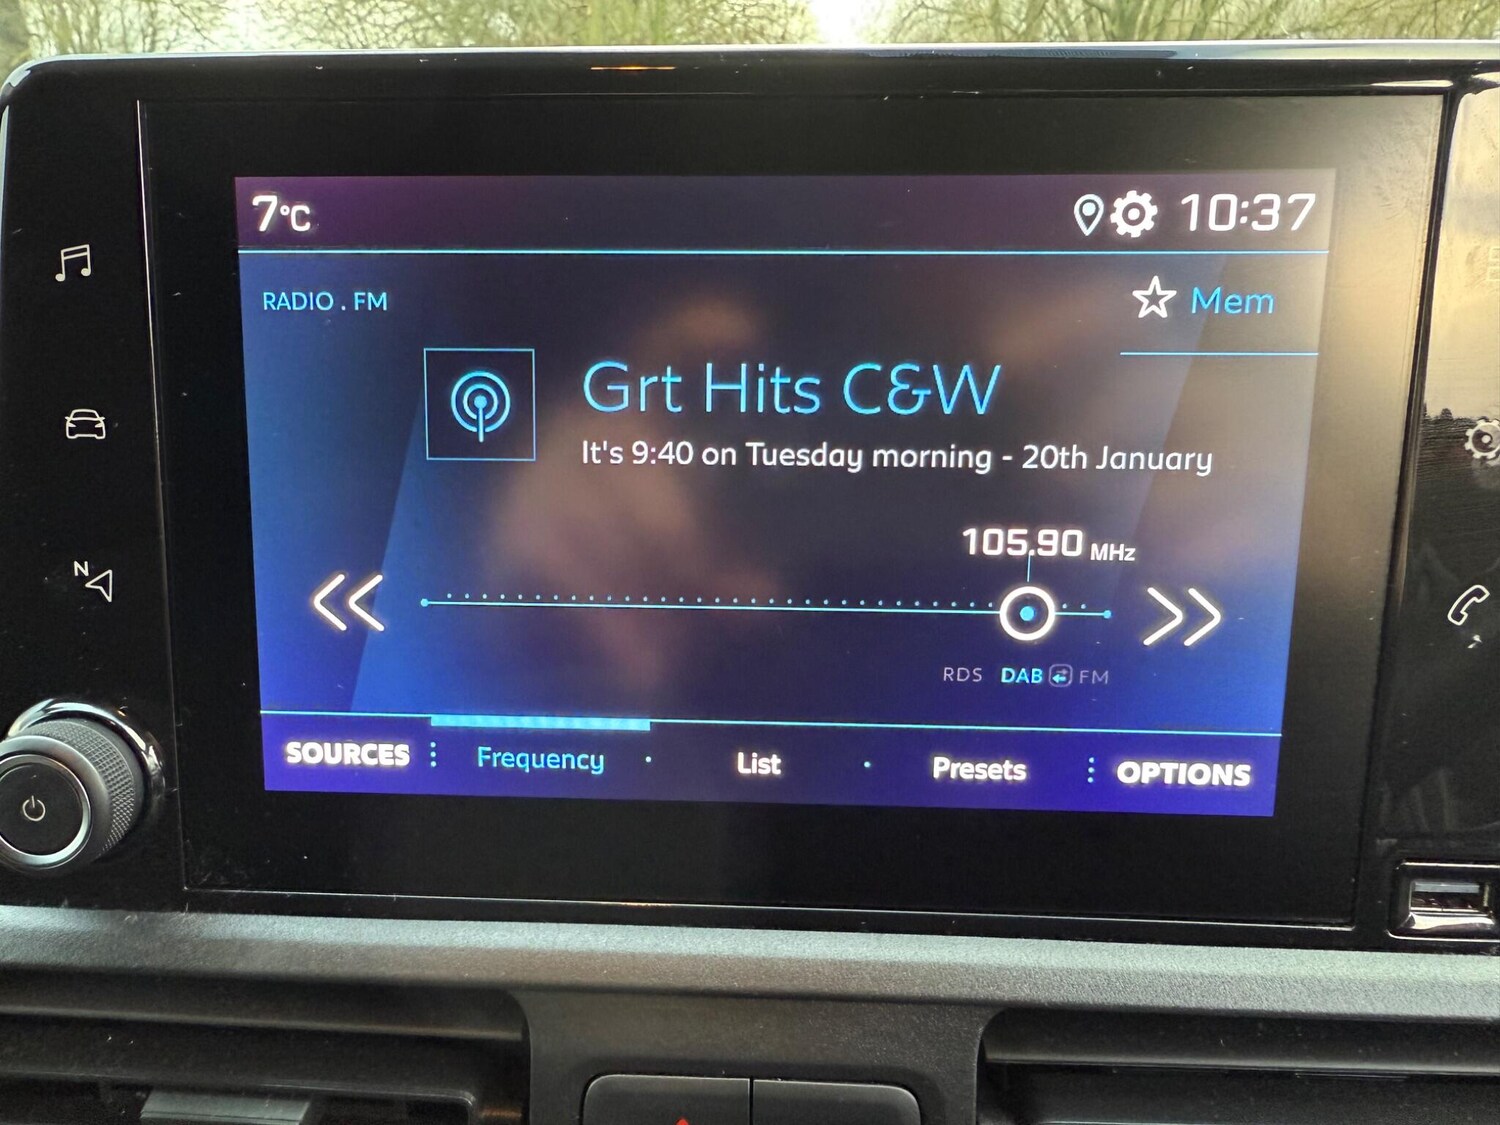 7°C
10:37
RADIO . FM
Mem
Grt Hits C&W
It's 9:40 on Tuesday morning - 20th January
105.90 MHz
RDS DAB FM
SOURCES Frequency List Presets OPTIONS
N